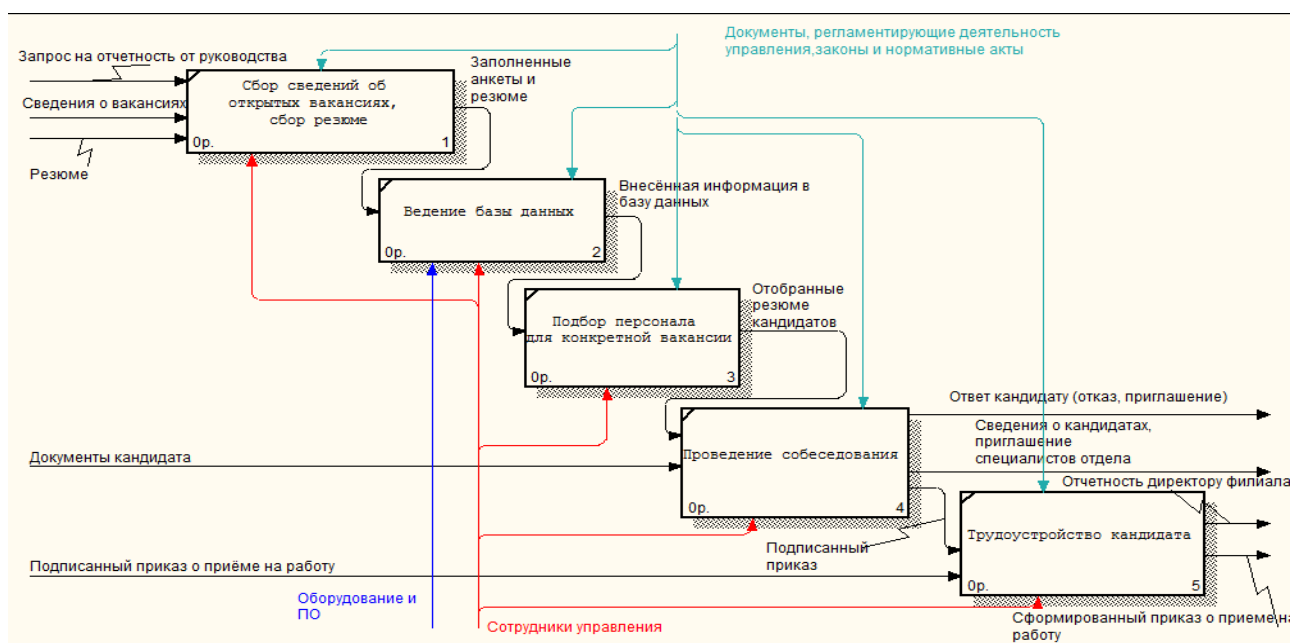 Документы, регламентирующие деятельность
управления,законы и нормативные акты
Запрос на отчетность от руководства
Заполненные
анкеты и
резюме
Сбор сведений об
открытых вакансиях,
сбор резюме
0р.
1
Сведения о вакансиях
Резюме
Внесённая информация в
базу данных
Ведение базы данных
0р.
2
Отобранные
резюме
кандидатов
Подбор персонала
для конкретной вакансии
0р.
3
Ответ кандидату (отказ, приглашение)
Сведения о кандидатах,
приглашение
специалистов отдела
Документы кандидата
Проведение собеседования
0р.
4
Отчетность директору филиала
Трудоустройство кандидата
0р.
5
Подписанный
приказ
Подписанный приказ о приёме на работу
Оборудование и
ПО
Сотрудники управления
Сформированный приказ о приеме на
работу